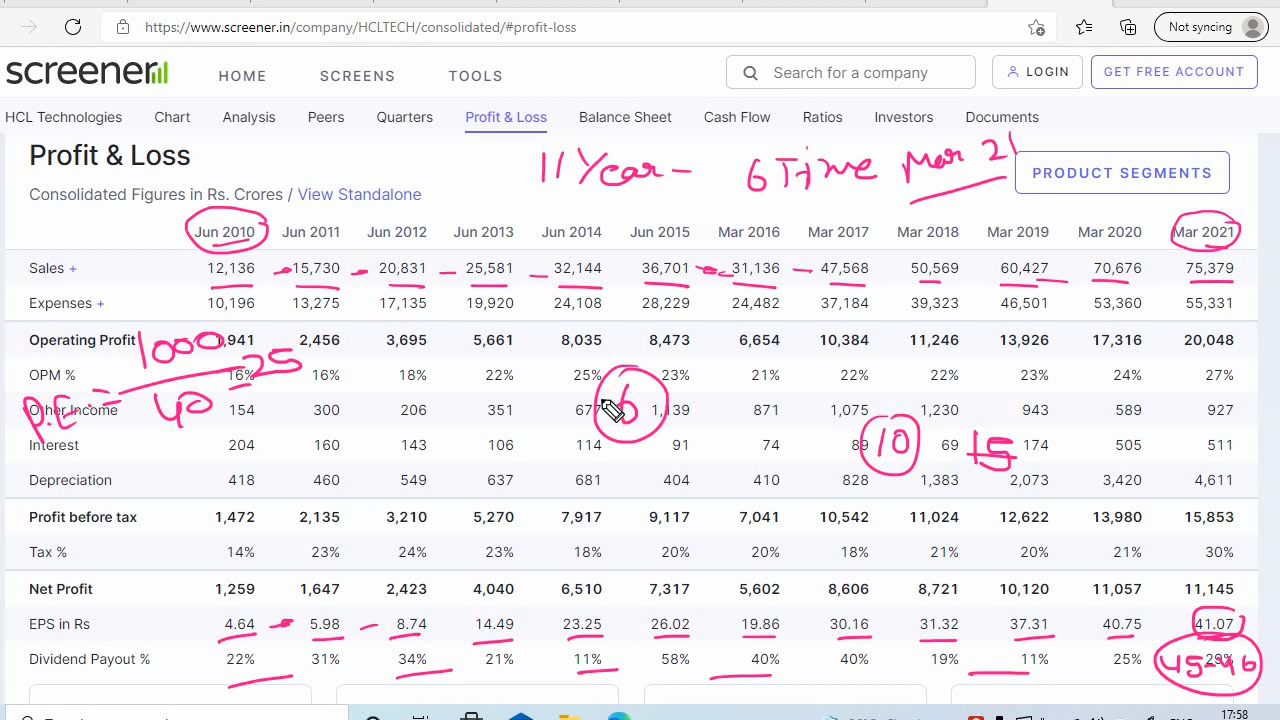 https://www.screener.in/company/HCLTECH/consolidated/#profit-loss Not syncing
screener HOME SCREENS TOOLS Search for a company LOGIN GET FREE ACCOUNT
HCL Technologies Chart Analysis Peers Quarters Profit & Loss Balance Sheet Cash Flow Ratios Investors Documents
Profit & Loss 11 Year - 6 Time Mar 21 PRODUCT SEGMENTS
Consolidated Figures in Rs. Crores / View Standalone
Jun 2010 Jun 2011 Jun 2012 Jun 2013 Jun 2014 Jun 2015 Mar 2016 Mar 2017 Mar 2018 Mar 2019 Mar 2020 Mar 2021
Sales + 12,136 15,730 20,831 25,581 32,144 36,701 31,136 47,568 50,569 60,427 70,676 75,379
Expenses + 10,196 13,275 17,135 19,920 24,108 28,229 24,482 37,184 39,323 46,501 53,360 55,331
Operating Profit 1,941 2,456 3,695 5,661 8,035 8,473 6,654 10,384 11,246 13,926 17,316 20,048
OPM % 16% 16% 18% 22% 25% 23% 21% 22% 22% 23% 24% 27%
P.E = 1000 / 40 = 25
6
Other Income 154 300 206 351 677 1,139 871 1,075 1,230 943 589 927
Interest 204 160 143 106 114 91 74 89 69 174 505 511
10 15
Depreciation 418 460 549 637 681 404 410 828 1,383 2,073 3,420 4,611
Profit before tax 1,472 2,135 3,210 5,270 7,917 9,117 7,041 10,542 11,024 12,622 13,980 15,853
Tax % 14% 23% 24% 23% 18% 20% 20% 18% 21% 20% 21% 30%
Net Profit 1,259 1,647 2,423 4,040 6,510 7,317 5,602 8,606 8,721 10,120 11,057 11,145
EPS in Rs 4.64 5.98 8.74 14.49 23.25 26.02 19.86 30.16 31.32 37.31 40.75 41.07
Dividend Payout % 22% 31% 34% 21% 11% 58% 40% 40% 19% 11% 25%
45-46
17:58